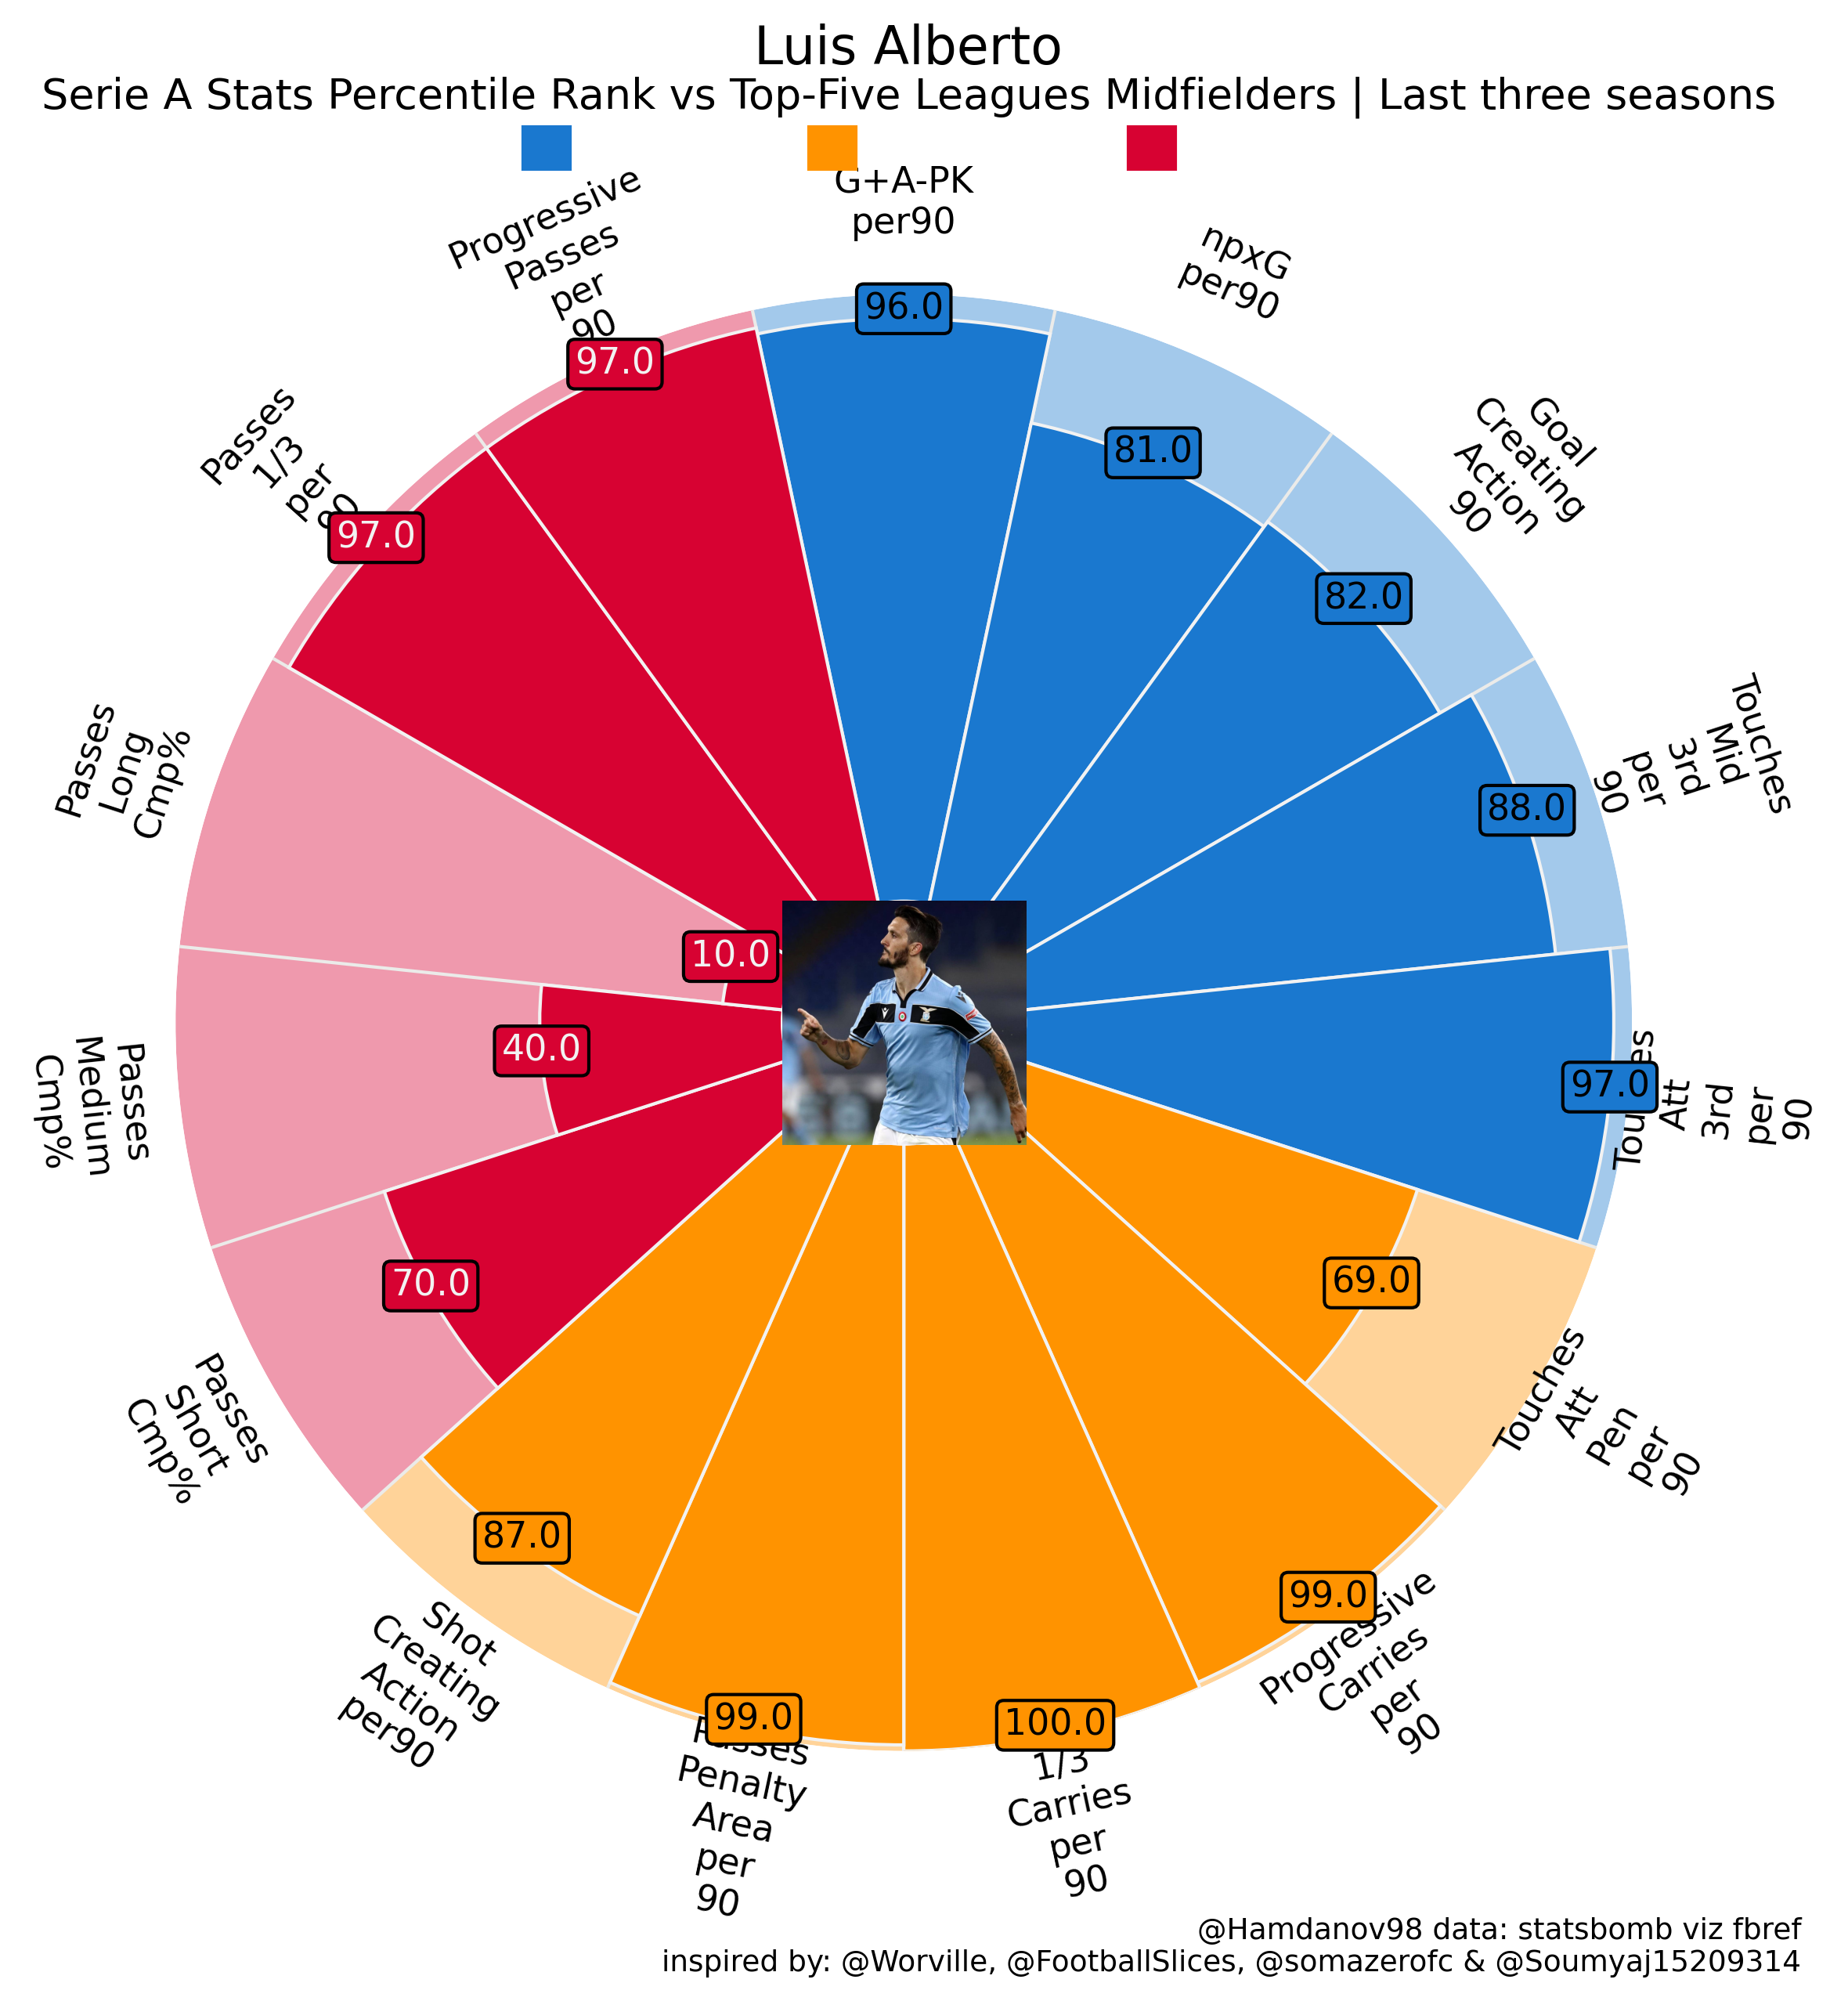 Luis Alberto
Serie A Stats Percentile Rank vs Top-Five Leagues Midfielders | Last three seasons
G+A-PK
per90
96.0
npxG
per90
81.0
Goal
Creating
Action
90
82.0
Touches
Mid
3rd
per
90
88.0
Att
3rd
per
90
97.0
Touches
Att
Pen
per
90
69.0
Progressive
Carries
per
90
99.0
1/3
Carries
per
90
100.0
Penalty
Area
per
90
99.0
Shot
Creating
Action
per90
87.0
Passes
Short
Cmp%
70.0
Passes
Medium
Cmp%
40.0
Passes
Long
Cmp%
10.0
Passes
1/3
per
97.0
Progressive
Passes
per
90
97.0
@Hamdanov98 data: statsbomb viz fbref
inspired by: @Worville, @FootballSlices, @somazerofc & @Soumyaj15209314